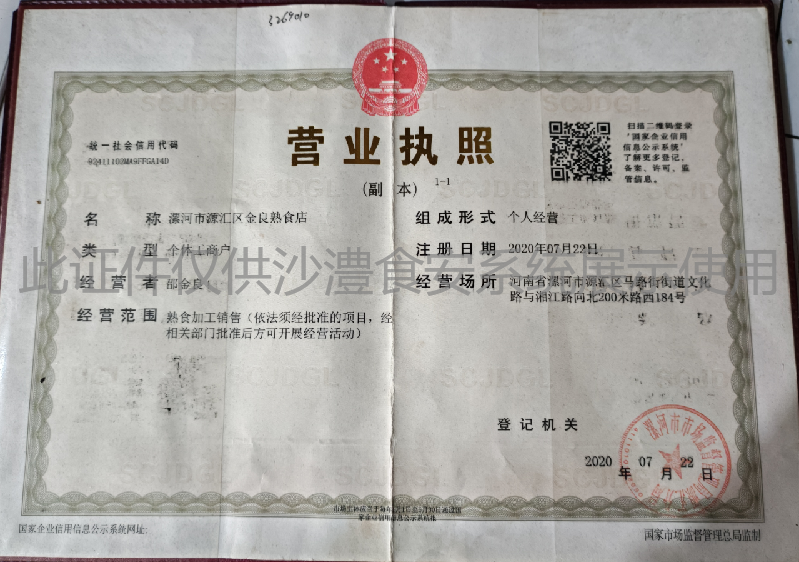 3269010
统一社会信用代码
营业执照
(副 本) 1-1
扫描二维码登录
‘国家企业信用
信息公示系统’
了解更多登记、
备案、许可、监
管信息。
名 称 漯河市源汇区金良熟食店
类 型 个体工商户
经营者 邵金良
经营范围 熟食加工销售（依法须经批准的项目，经
相关部门批准后方可开展经营活动）
组成形式 个人经营
注册日期 2020年07月22日
经营场所 河南省漯河市源汇区马路街街道文化
路与湘江路向北200米路西184号
此证件仅供沙澧食安系统展示使用
登记机关
2020 年 07 月 22 日
国家企业信用信息公示系统网址:
国家市场监督管理总局监制